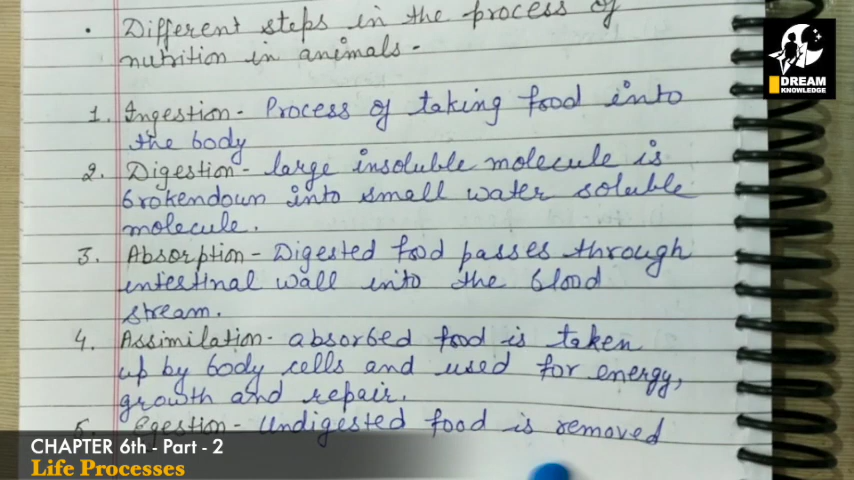 • Different steps in the process of
nutrition in animals -
1. Ingestion - Process of taking food into
the body
2. Digestion - large insoluble molecule is
brokendown into small water soluble
molecule.
3. Absorption - Digested food passes through
intestinal wall into the blood
stream.
4. Assimilation - absorbed food is taken
up by body cells and used for energy,
growth and repair.
5. Egestion - Undigested food is removed
DREAM
KNOWLEDGE
CHAPTER 6th - Part - 2
Life Processes